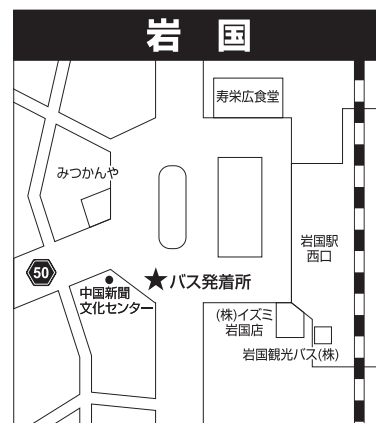 岩国
寿栄広食堂
みつかんや
岩国駅
西口
50
中国新聞
文化センター
★バス発着所
(株)イズミ
岩国店
岩国観光バス(株)